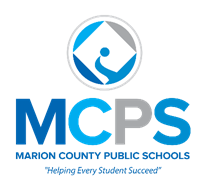 MCPS
MARION COUNTY PUBLIC SCHOOLS
"Helping Every Student Succeed"